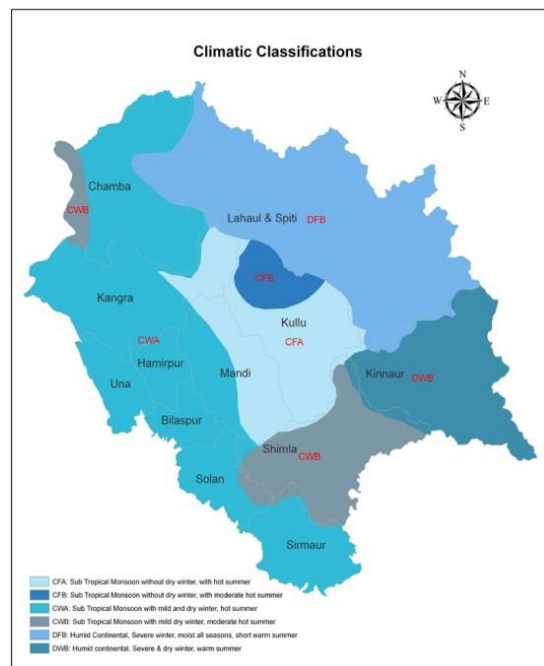 Climatic Classifications
N
W E
S
Chamba
CWB
Lahaul & Spiti DFB
CFB
Kangra
Kullu
CWA
CFA
Hamirpur
Mandi
Kinnaur
DWB
Una
Bilaspur
Shimla
CWB
Solan
Sirmaur
CFA: Sub Tropical Monsoon without dry winter, with hot summer
CFB: Sub Tropical Monsoon without dry winter, with moderate hot summer
CWA: Sub Tropical Monsoon with mild and dry winter, hot summer
CWB: Sub Tropical Monsoon with mild dry winter, moderate hot summer
DFB: Humid Continental, Severe winter, moist all seasons, short warm summer
DWB: Humid continental, Severe & dry winter, warm summer